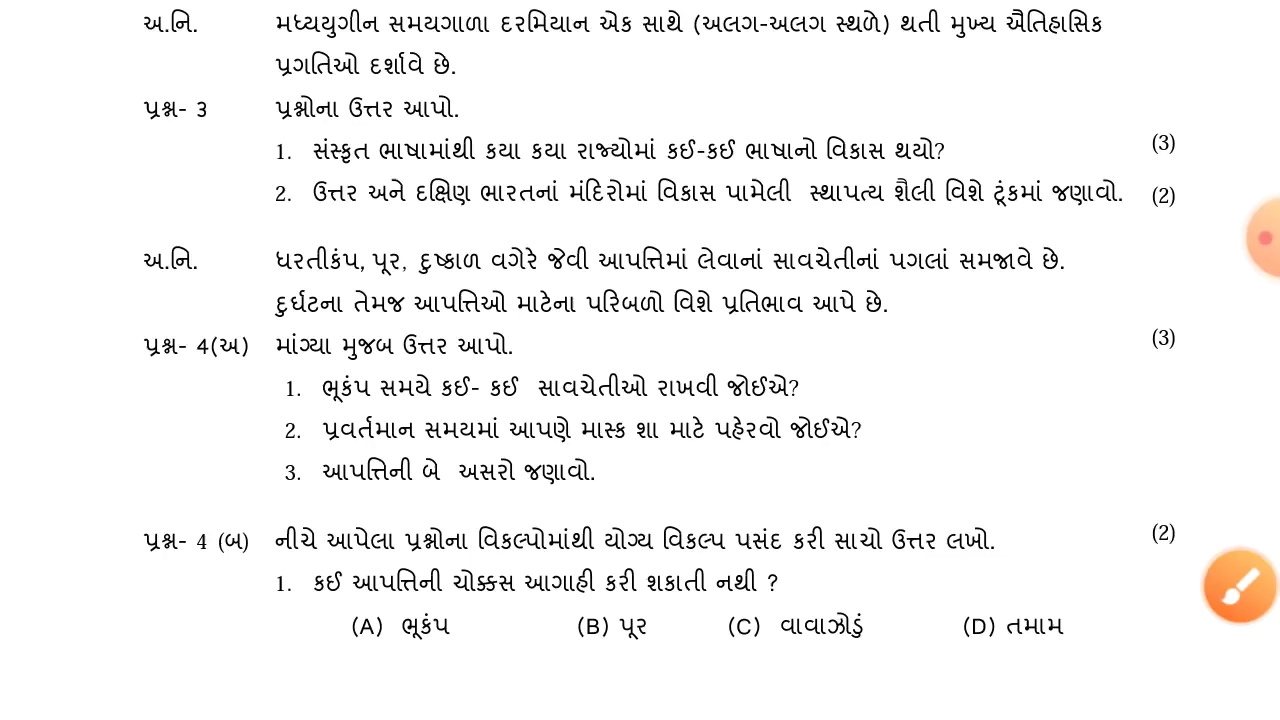 અ.નિ. મધ્યયુગીન સમયગાળા દરમિયાન એક સાથે (અલગ-અલગ સ્થળે) થતી મુખ્ય ઐતિહાસિક
પ્રગતિઓ દર્શાવે છે.
પ્રશ્ન- 3 પ્રશ્નોના ઉત્તર આપો.
1. સંસ્કૃત ભાષામાંથી કયા કયા રાજ્યોમાં કઈ-કઈ ભાષાનો વિકાસ થયો? (3)
2. ઉત્તર અને દક્ષિણ ભારતનાં મંદિરોમાં વિકાસ પામેલી સ્થાપત્ય શૈલી વિશે ટૂંકમાં જણાવો. (2)
અ.નિ. ધરતીકંપ, પૂર, દુષ્કાળ વગેરે જેવી આપત્તિમાં લેવાનાં સાવચેતીનાં પગલાં સમજાવે છે.
દુર્ઘટના તેમજ આપત્તિઓ માટેના પરિબળો વિશે પ્રતિભાવ આપે છે.
પ્રશ્ન- 4(અ) માંગ્યા મુજબ ઉત્તર આપો. (3)
1. ભૂકંપ સમયે કઈ- કઈ સાવચેતીઓ રાખવી જોઈએ?
2. પ્રવર્તમાન સમયમાં આપણે માસ્ક શા માટે પહેરવો જોઈએ?
3. આપત્તિની બે અસરો જણાવો.
પ્રશ્ન- 4 (બ) નીચે આપેલા પ્રશ્નોના વિકલ્પોમાંથી યોગ્ય વિકલ્પ પસંદ કરી સાચો ઉત્તર લખો. (2)
1. કઈ આપત્તિની ચોક્કસ આગાહી કરી શકાતી નથી ?
(A) ભૂકંપ (B) પૂર (C) વાવાઝોડું (D) તમામ